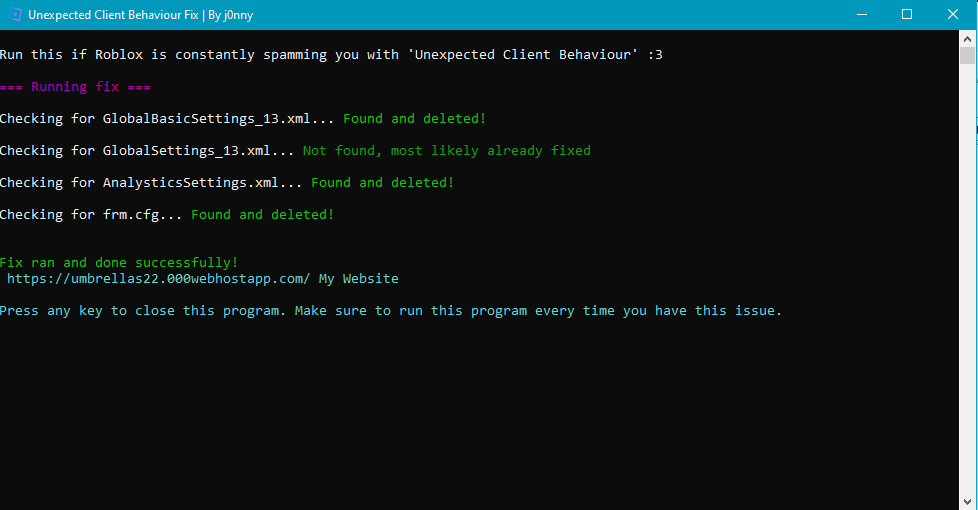 Unexpected Client Behaviour Fix | By j0nny
Run this if Roblox is constantly spamming you with 'Unexpected Client Behaviour' :3
=== Running fix ===
Checking for GlobalBasicSettings_13.xml... Found and deleted!
Checking for GlobalSettings_13.xml... Not found, most likely already fixed
Checking for AnalysticsSettings.xml... Found and deleted!
Checking for frm.cfg... Found and deleted!
Fix ran and done successfully!
https://umbrellas22.000webhostapp.com/ My Website
Press any key to close this program. Make sure to run this program every time you have this issue.